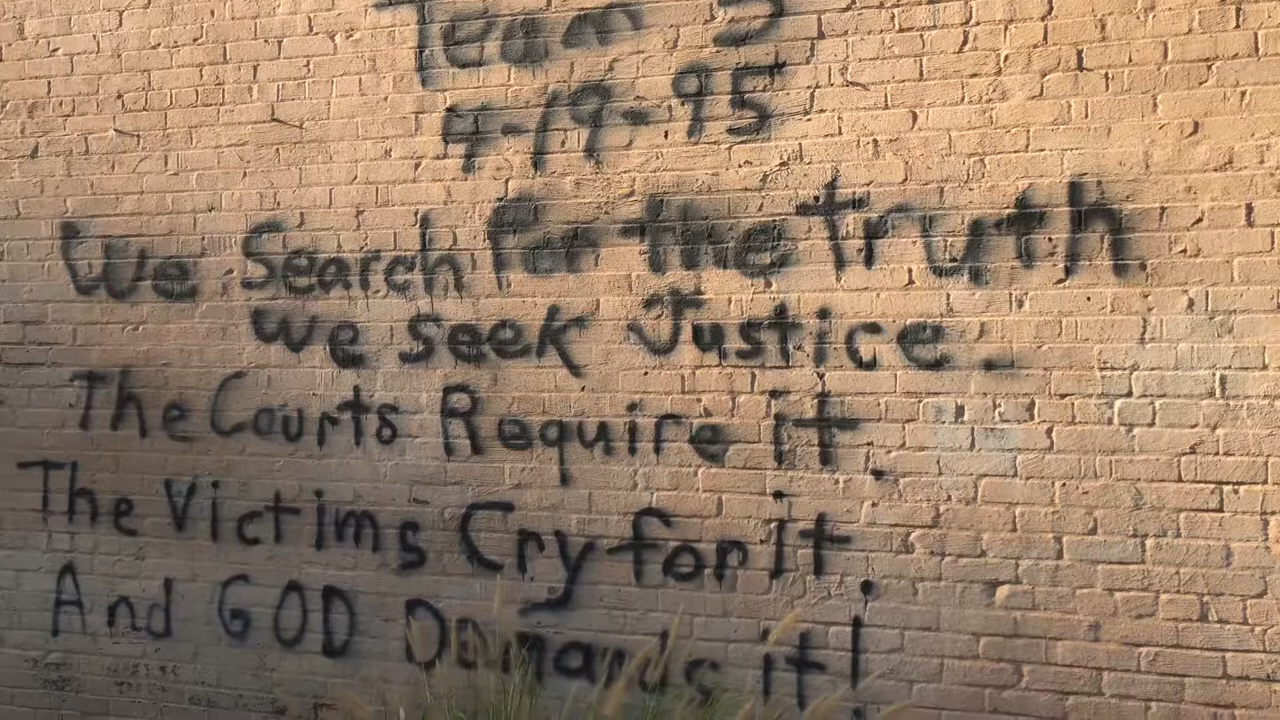 Team 5
4-19-95
We Search for the truth.
we seek Justice.
The Courts Require it.
The Victims Cry for it.
And GOD Demands it!